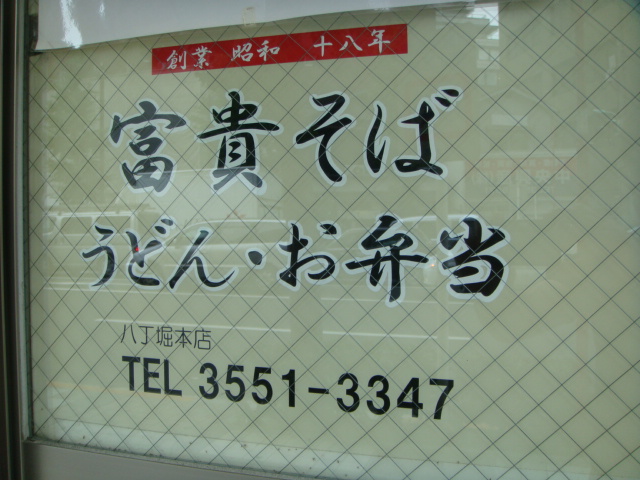 創業 昭和 十八年
富貴そば
うどん・お弁当
八丁堀本店
TEL 3551-3347